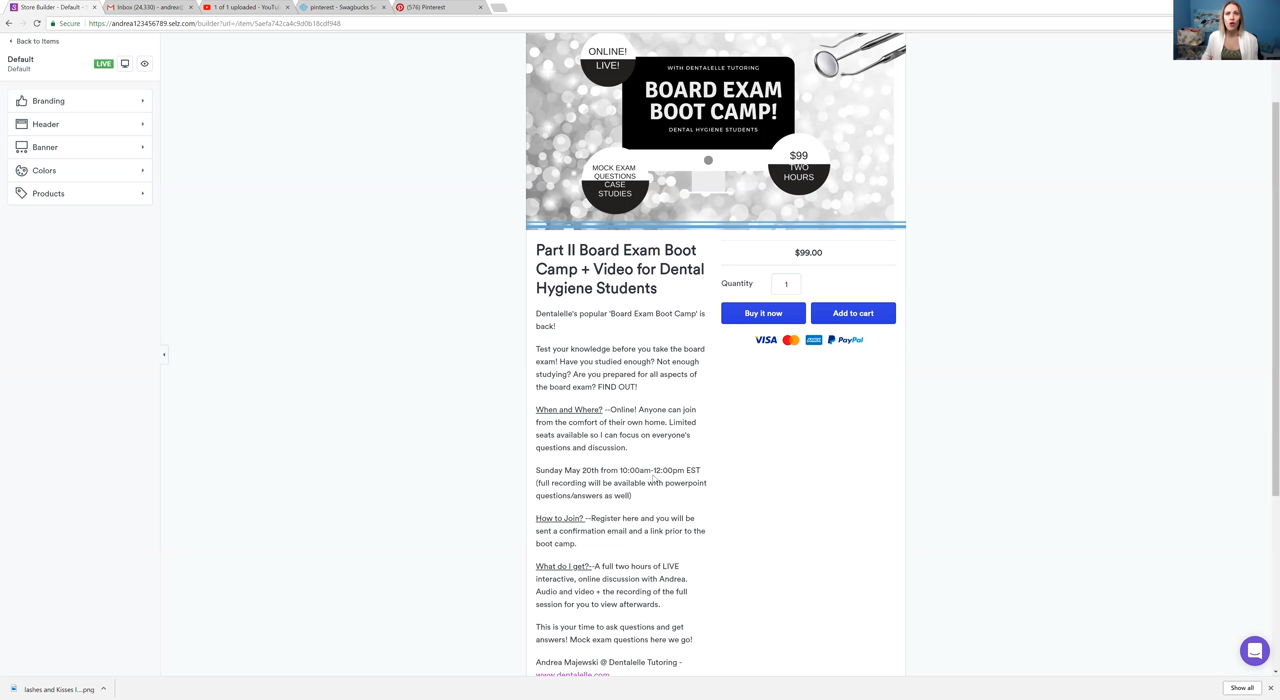 Store Builder - Default - S
Inbox (24,330) - andrea@
1 of 1 uploaded - YouTu
pinterest - Swagbucks Se
(576) Pinterest
Secure
https://andrea123456789.selz.com/builder?url=/item/5aefa742ca4c9d0b18cdf948
Back to Items
Default
Default
LIVE
Branding
Header
Banner
Colors
Products
ONLINE!
LIVE!
WITH DENTALELLE TUTORING
BOARD EXAM
BOOT CAMP!
DENTAL HYGIENE STUDENTS
MOCK EXAM
QUESTIONS
CASE
STUDIES
$99
TWO
HOURS
Part II Board Exam Boot
Camp + Video for Dental
Hygiene Students
Dentalelle's popular 'Board Exam Boot Camp' is
back!
Test your knowledge before you take the board
exam! Have you studied enough? Not enough
studying? Are you prepared for all aspects of
the board exam? FIND OUT!
When and Where? --Online! Anyone can join
from the comfort of their own home. Limited
seats available so I can focus on everyone's
questions and discussion.
Sunday May 20th from 10:00am-12:00pm EST
(full recording will be available with powerpoint
questions/answers as well)
How to Join? --Register here and you will be
sent a confirmation email and a link prior to the
boot camp.
What do I get?--A full two hours of LIVE
interactive, online discussion with Andrea.
Audio and video + the recording of the full
session for you to view afterwards.
This is your time to ask questions and get
answers! Mock exam questions here we go!
Andrea Majewski @ Dentalelle Tutoring -
www.dentalelle.com
$99.00
Quantity
1
Buy it now
Add to cart
VISA
PayPal
lashes and Kisses I....png
Show all